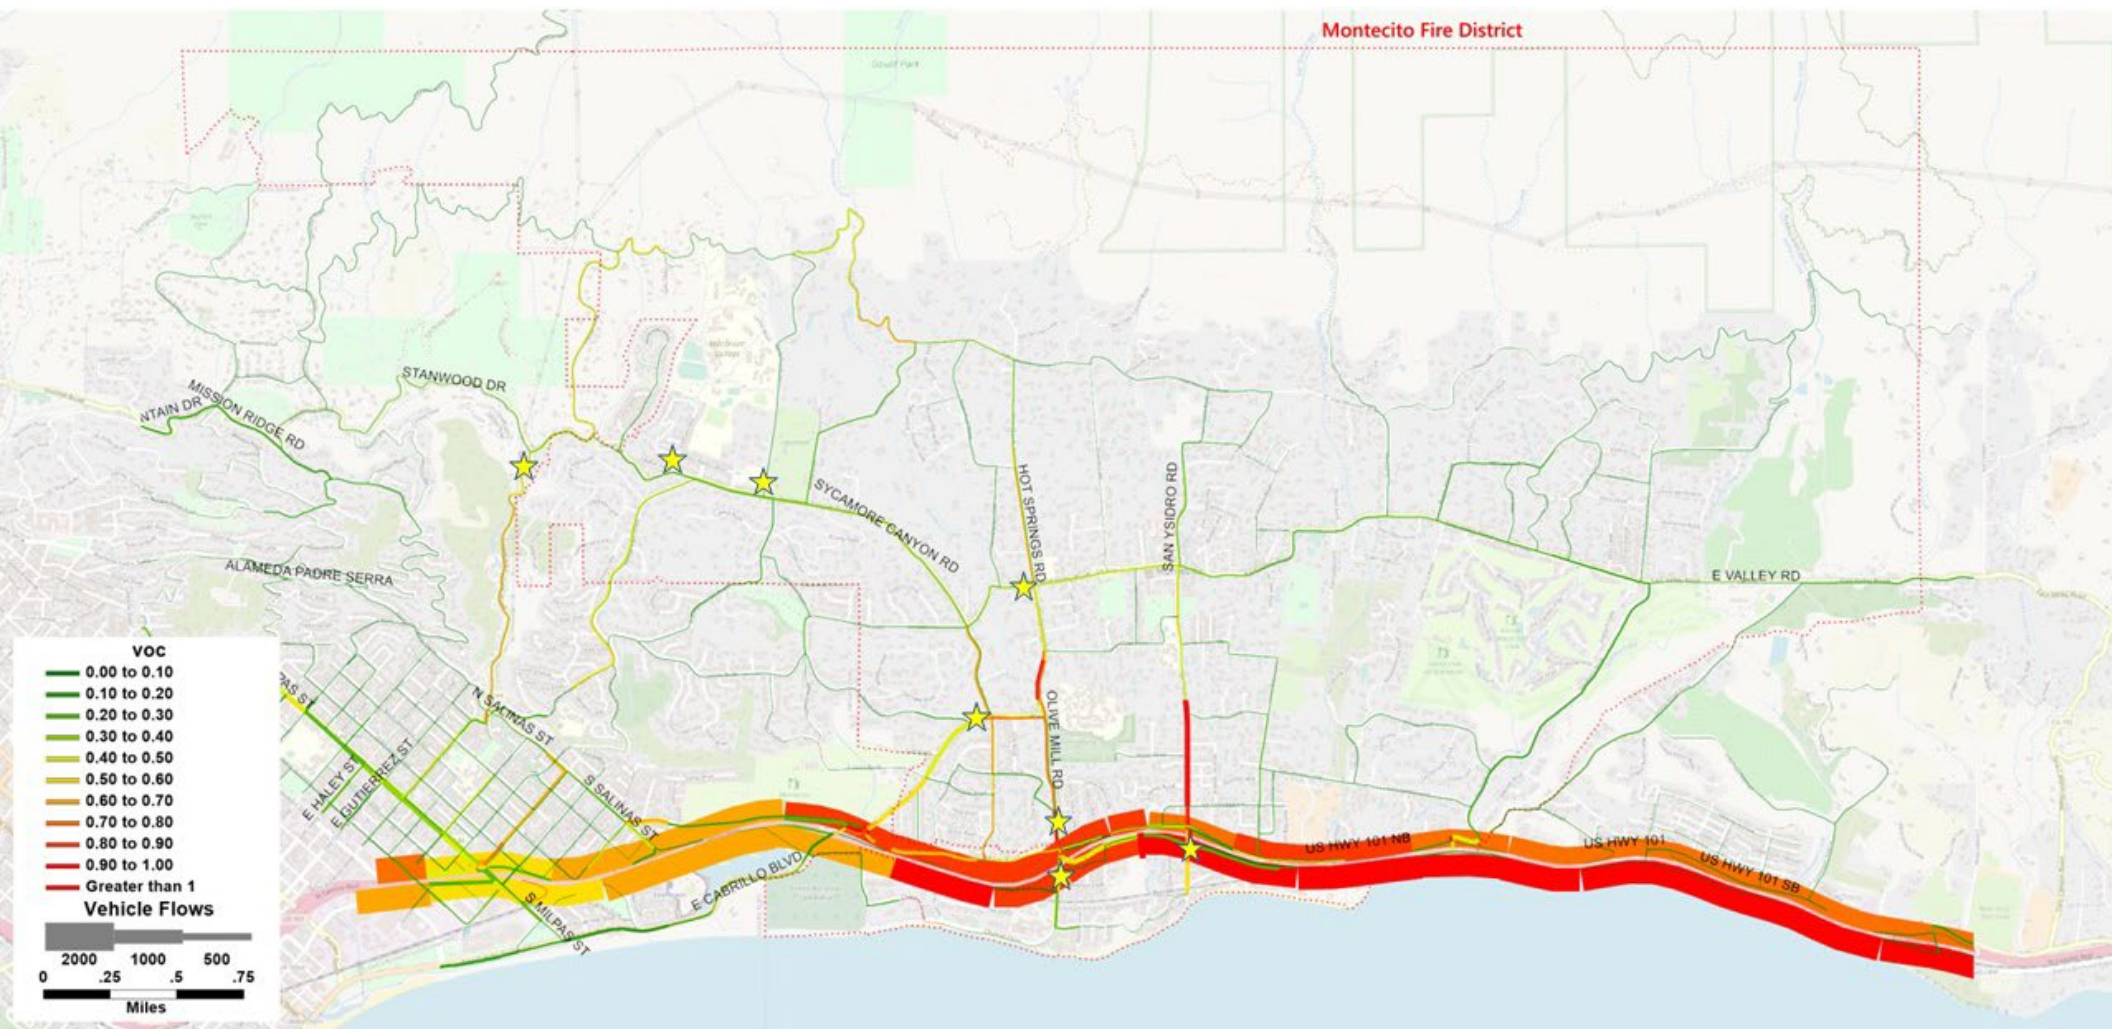 Montecito Fire District
STANWOOD DR
MISSION RIDGE RD
NTAIN DR
SYCAMORE CANYON RD
HOT SPRINGS RD
SAN YSIDRO RD
ALAMEDA PADRE SERRA
E VALLEY RD
PAS ST
N SALINAS ST
OLIVE MILL RD
E HALEY ST
E GUTIERREZ ST
S SALINAS ST
US HWY 101 NB
US HWY 101
US HWY 101 SB
E CABRILLO BLVD
S MILPAS ST
VOC
0.00 to 0.10
0.10 to 0.20
0.20 to 0.30
0.30 to 0.40
0.40 to 0.50
0.50 to 0.60
0.60 to 0.70
0.70 to 0.80
0.80 to 0.90
0.90 to 1.00
Greater than 1
Vehicle Flows
2000 1000 500
0 .25 .5 .75
Miles